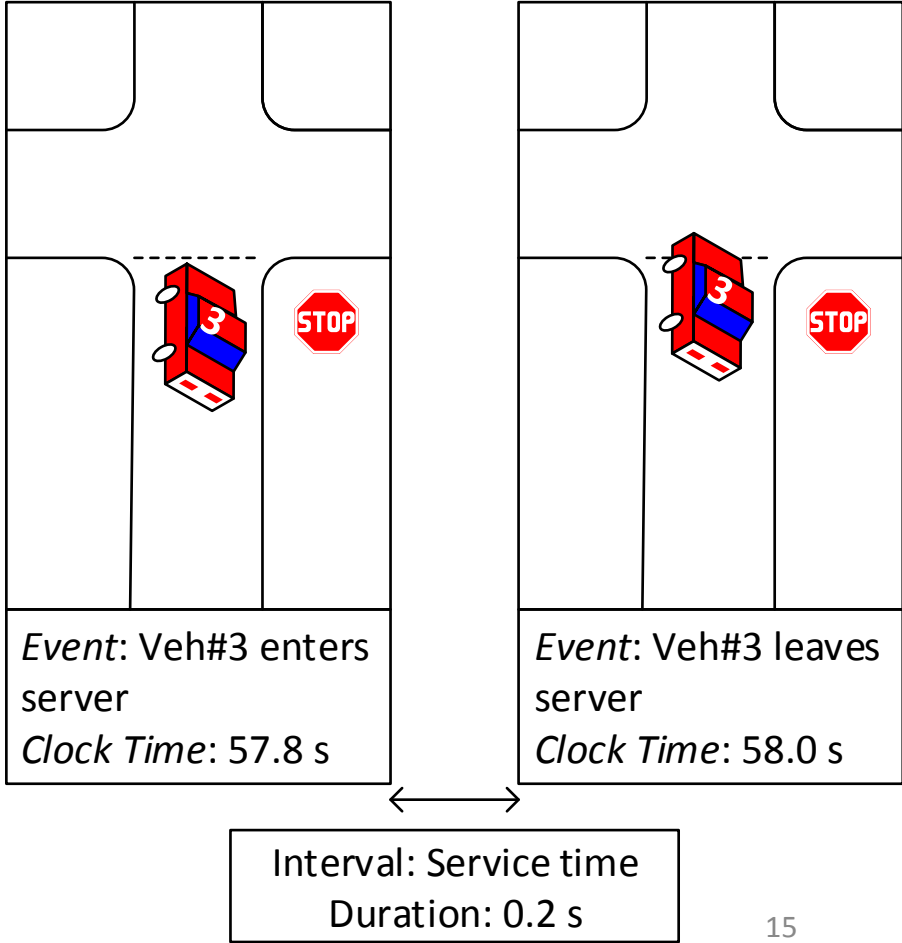 3
STOP
Event: Veh#3 enters
server
Clock Time: 57.8 s
3
STOP
Event: Veh#3 leaves
server
Clock Time: 58.0 s
Interval: Service time
Duration: 0.2 s
15